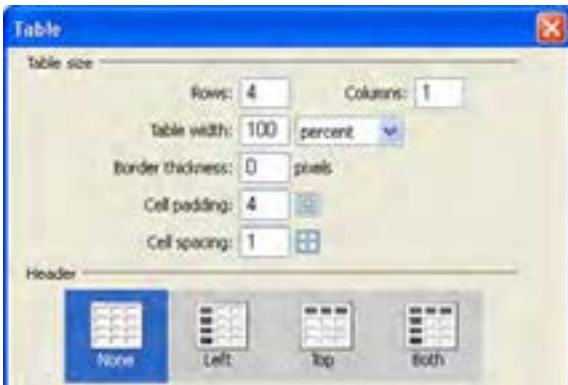 Table
Table size
Rows: 4 Columns: 1
Table width: 100 percent
Border thickness: 0 pixels
Cell padding: 4
Cell spacing: 1
Header
None Left Top Both